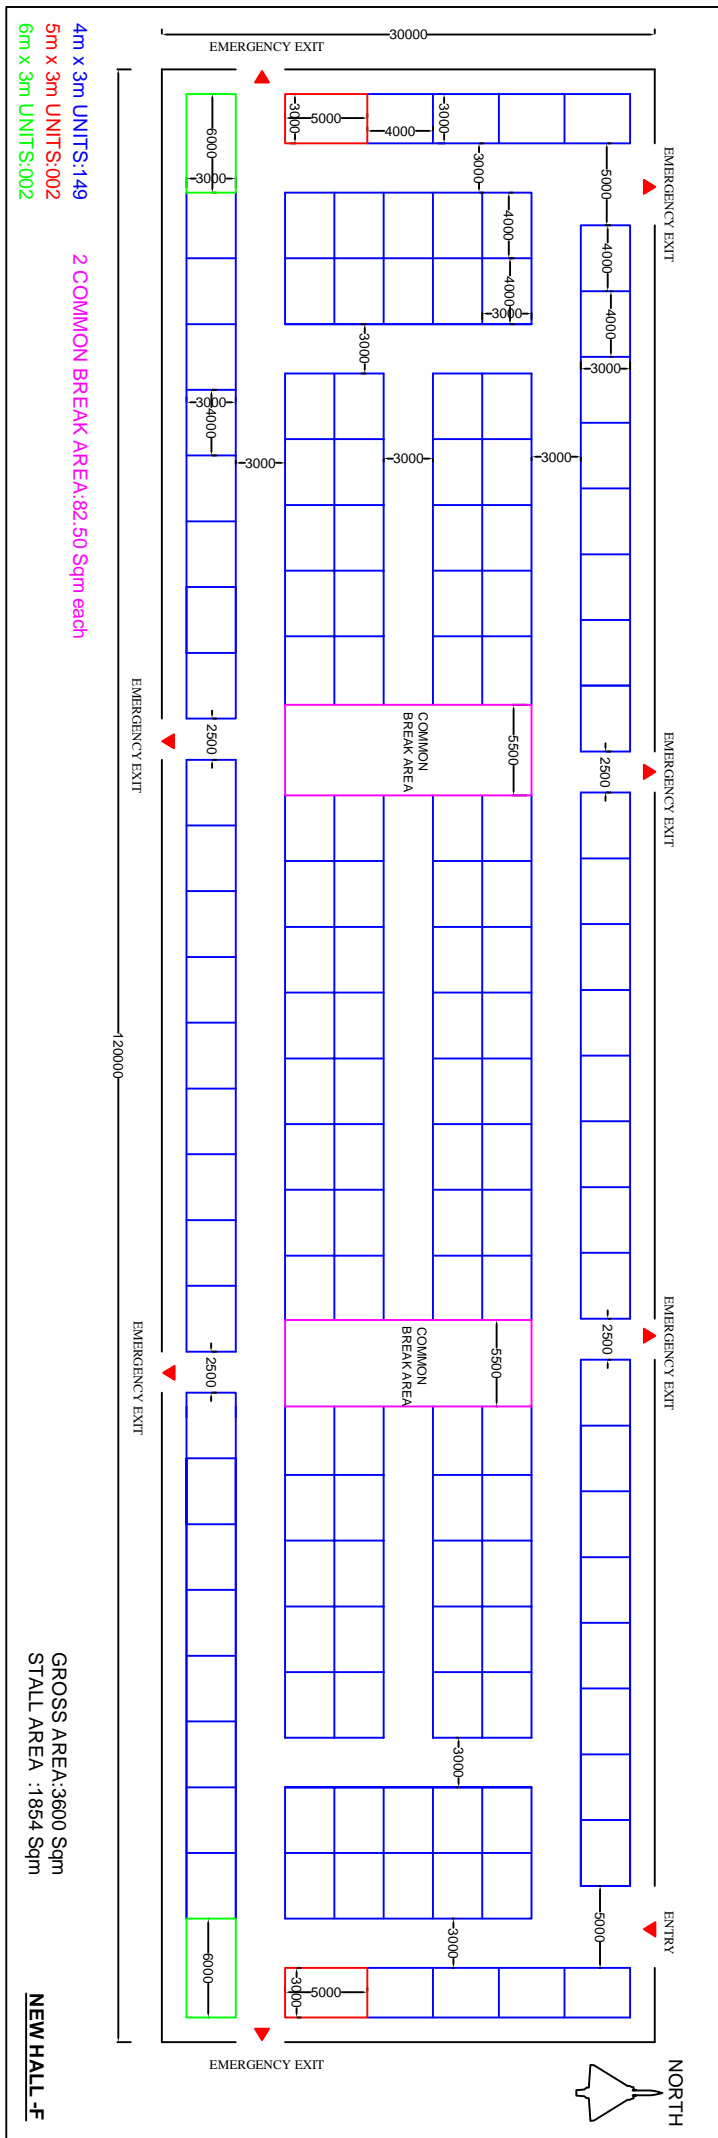 EMERGENCY EXIT
30000
EMERGENCY EXIT
6000
3000
3000
5000
4000
3000
3000
5000
4000
4000
3000
4000
4000
3000
3000
3000
4000
3000
3000
3000
EMERGENCY EXIT
2500
COMMON
BREAK AREA
5500
2500
EMERGENCY EXIT
120000
EMERGENCY EXIT
2500
COMMON
BREAK AREA
5500
2500
EMERGENCY EXIT
3000
6000
3000
5000
3000
5000
ENTRY
EMERGENCY EXIT
4m x 3m UNITS:149
5m x 3m UNITS:002
6m x 3m UNITS:002
2 COMMON BREAK AREA:82.50 Sqm each
GROSS AREA:3600 Sqm
STALL AREA :1854 Sqm
NEW HALL -F
NORTH